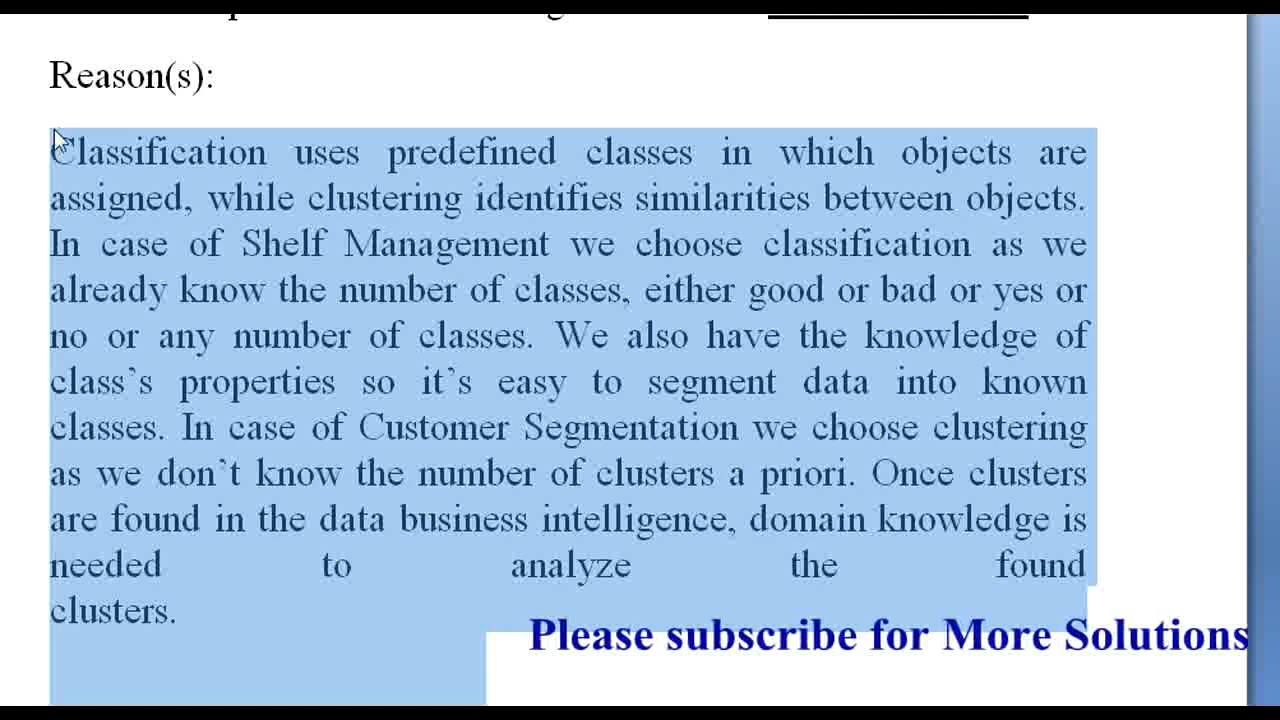 Reason(s):
Classification uses predefined classes in which objects are
assigned, while clustering identifies similarities between objects.
In case of Shelf Management we choose classification as we
already know the number of classes, either good or bad or yes or
no or any number of classes. We also have the knowledge of
class`s properties so it`s easy to segment data into known
classes. In case of Customer Segmentation we choose clustering
as we don`t know the number of clusters a priori. Once clusters
are found in the data business intelligence, domain knowledge is
needed to analyze the found
clusters.
Please subscribe for More Solutions